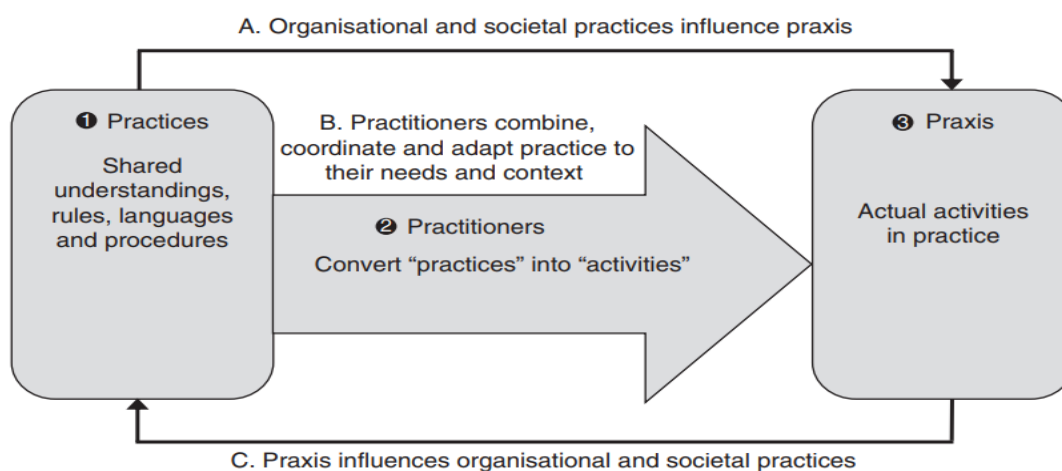 A. Organisational and societal practices influence praxis
❶ Practices
Shared
understandings,
rules, languages
and procedures
B. Practitioners combine,
coordinate and adapt practice to
their needs and context
❷ Practitioners
Convert “practices” into “activities”
❸ Praxis
Actual activities
in practice
C. Praxis influences organisational and societal practices